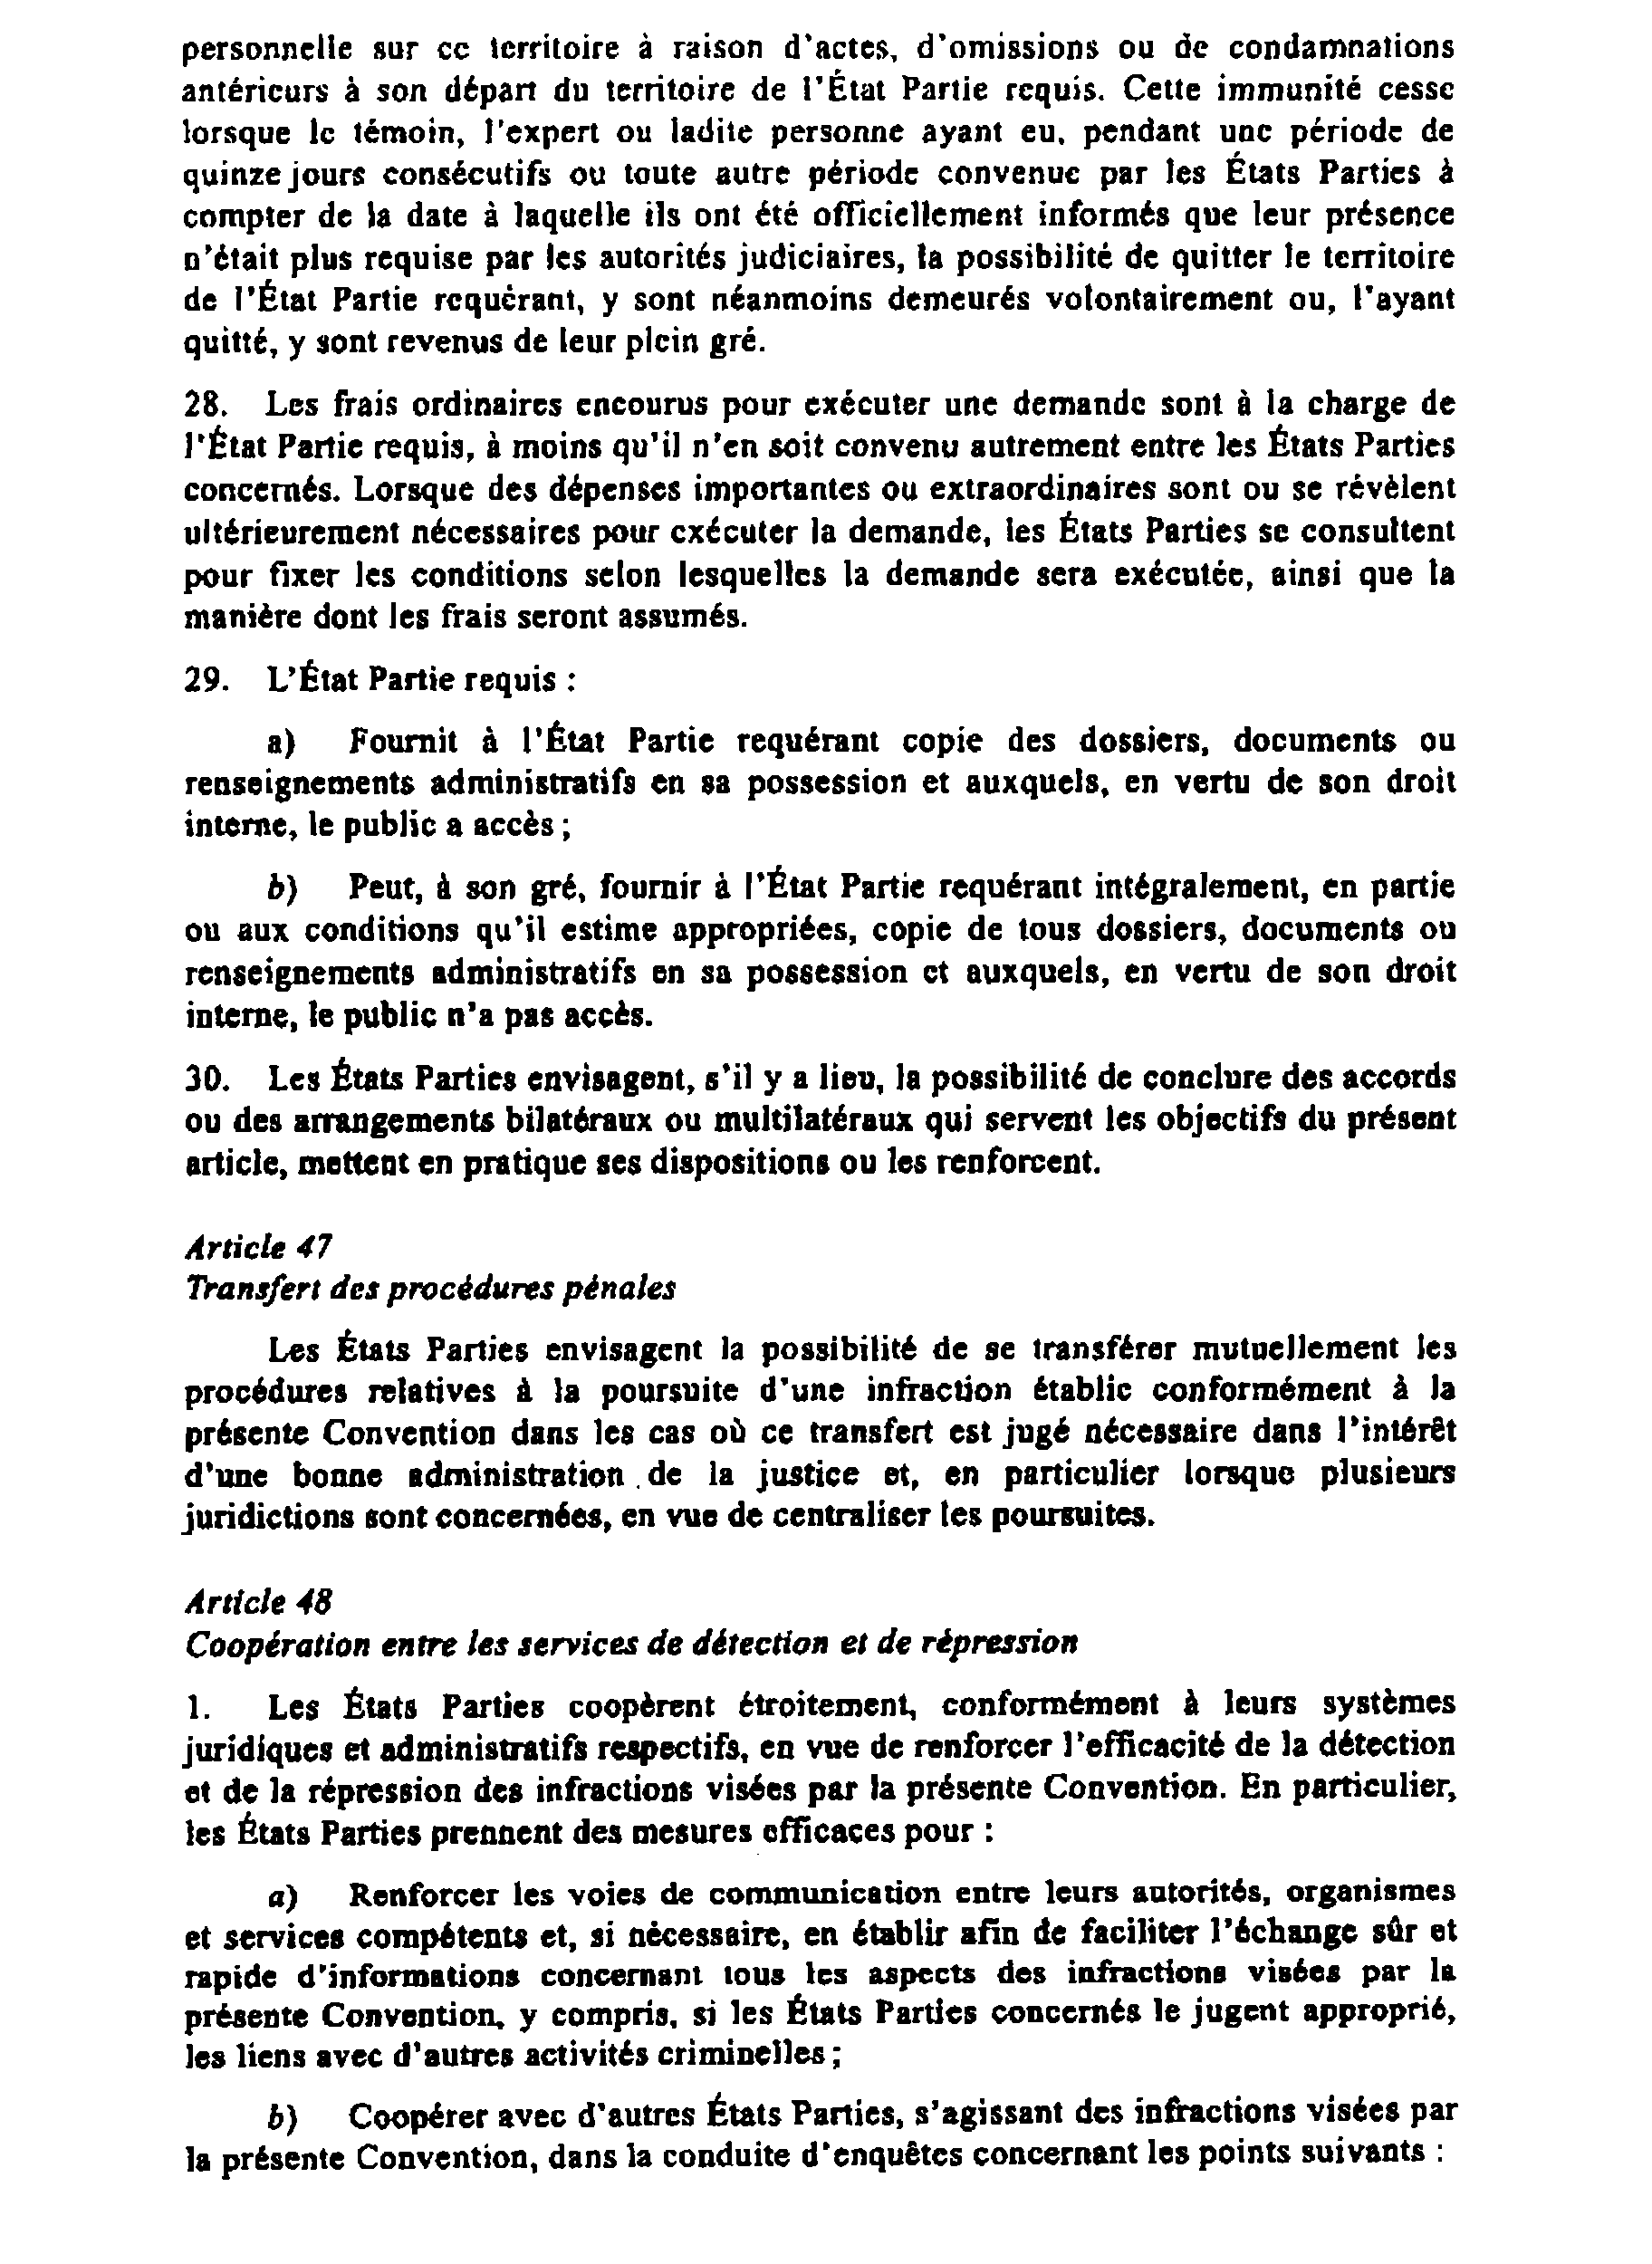 personnelle sur ce territoire à raison d'actes, d'omissions ou de condamnations
antérieurs à son départ du territoire de l'État Partie requis. Cette immunité cesse
lorsque le témoin, l'expert ou ladite personne ayant eu, pendant une période de
quinze jours consécutifs ou toute autre période convenue par les États Parties à
compter de la date à laquelle ils ont été officiellement informés que leur présence
n'était plus requise par les autorités judiciaires, la possibilité de quitter le territoire
de l'État Partie requérant, y sont néanmoins demeurés volontairement ou, l'ayant
quitté, y sont revenus de leur plein gré.
28. Les frais ordinaires encourus pour exécuter une demande sont à la charge de
l'État Partie requis, à moins qu'il n'en soit convenu autrement entre les États Parties
concernés. Lorsque des dépenses importantes ou extraordinaires sont ou se révèlent
ultérieurement nécessaires pour exécuter la demande, les États Parties se consultent
pour fixer les conditions selon lesquelles la demande sera exécutée, ainsi que la
manière dont les frais seront assumés.
29. L'État Partie requis :
a) Fournit à l'État Partie requérant copie des dossiers, documents ou
renseignements administratifs en sa possession et auxquels, en vertu de son droit
interne, le public a accès ;
b) Peut, à son gré, fournir à l'État Partie requérant intégralement, en partie
ou aux conditions qu'il estime appropriées, copie de tous dossiers, documents ou
renseignements administratifs en sa possession et auxquels, en vertu de son droit
interne, le public n'a pas accès.
30. Les États Parties envisagent, s'il y a lieu, la possibilité de conclure des accords
ou des arrangements bilatéraux ou multilatéraux qui servent les objectifs du présent
article, mettent en pratique ses dispositions ou les renforcent.
Article 47
Transfert des procédures pénales
Les États Parties envisagent la possibilité de se transférer mutuellement les
procédures relatives à la poursuite d'une infraction établie conformément à la
présente Convention dans les cas où ce transfert est jugé nécessaire dans l'intérêt
d'une bonne administration de la justice et, en particulier lorsque plusieurs
juridictions sont concernées, en vue de centraliser les poursuites.
Article 48
Coopération entre les services de détection et de répression
1. Les États Parties coopèrent étroitement, conformément à leurs systèmes
juridiques et administratifs respectifs, en vue de renforcer l'efficacité de la détection
et de la répression des infractions visées par la présente Convention. En particulier,
les États Parties prennent des mesures efficaces pour :
a) Renforcer les voies de communication entre leurs autorités, organismes
et services compétents et, si nécessaire, en établir afin de faciliter l'échange sûr et
rapide d'informations concernant tous les aspects des infractions visées par la
présente Convention, y compris, si les États Parties concernés le jugent approprié,
les liens avec d'autres activités criminelles ;
b) Coopérer avec d'autres États Parties, s'agissant des infractions visées par
la présente Convention, dans la conduite d'enquêtes concernant les points suivants :